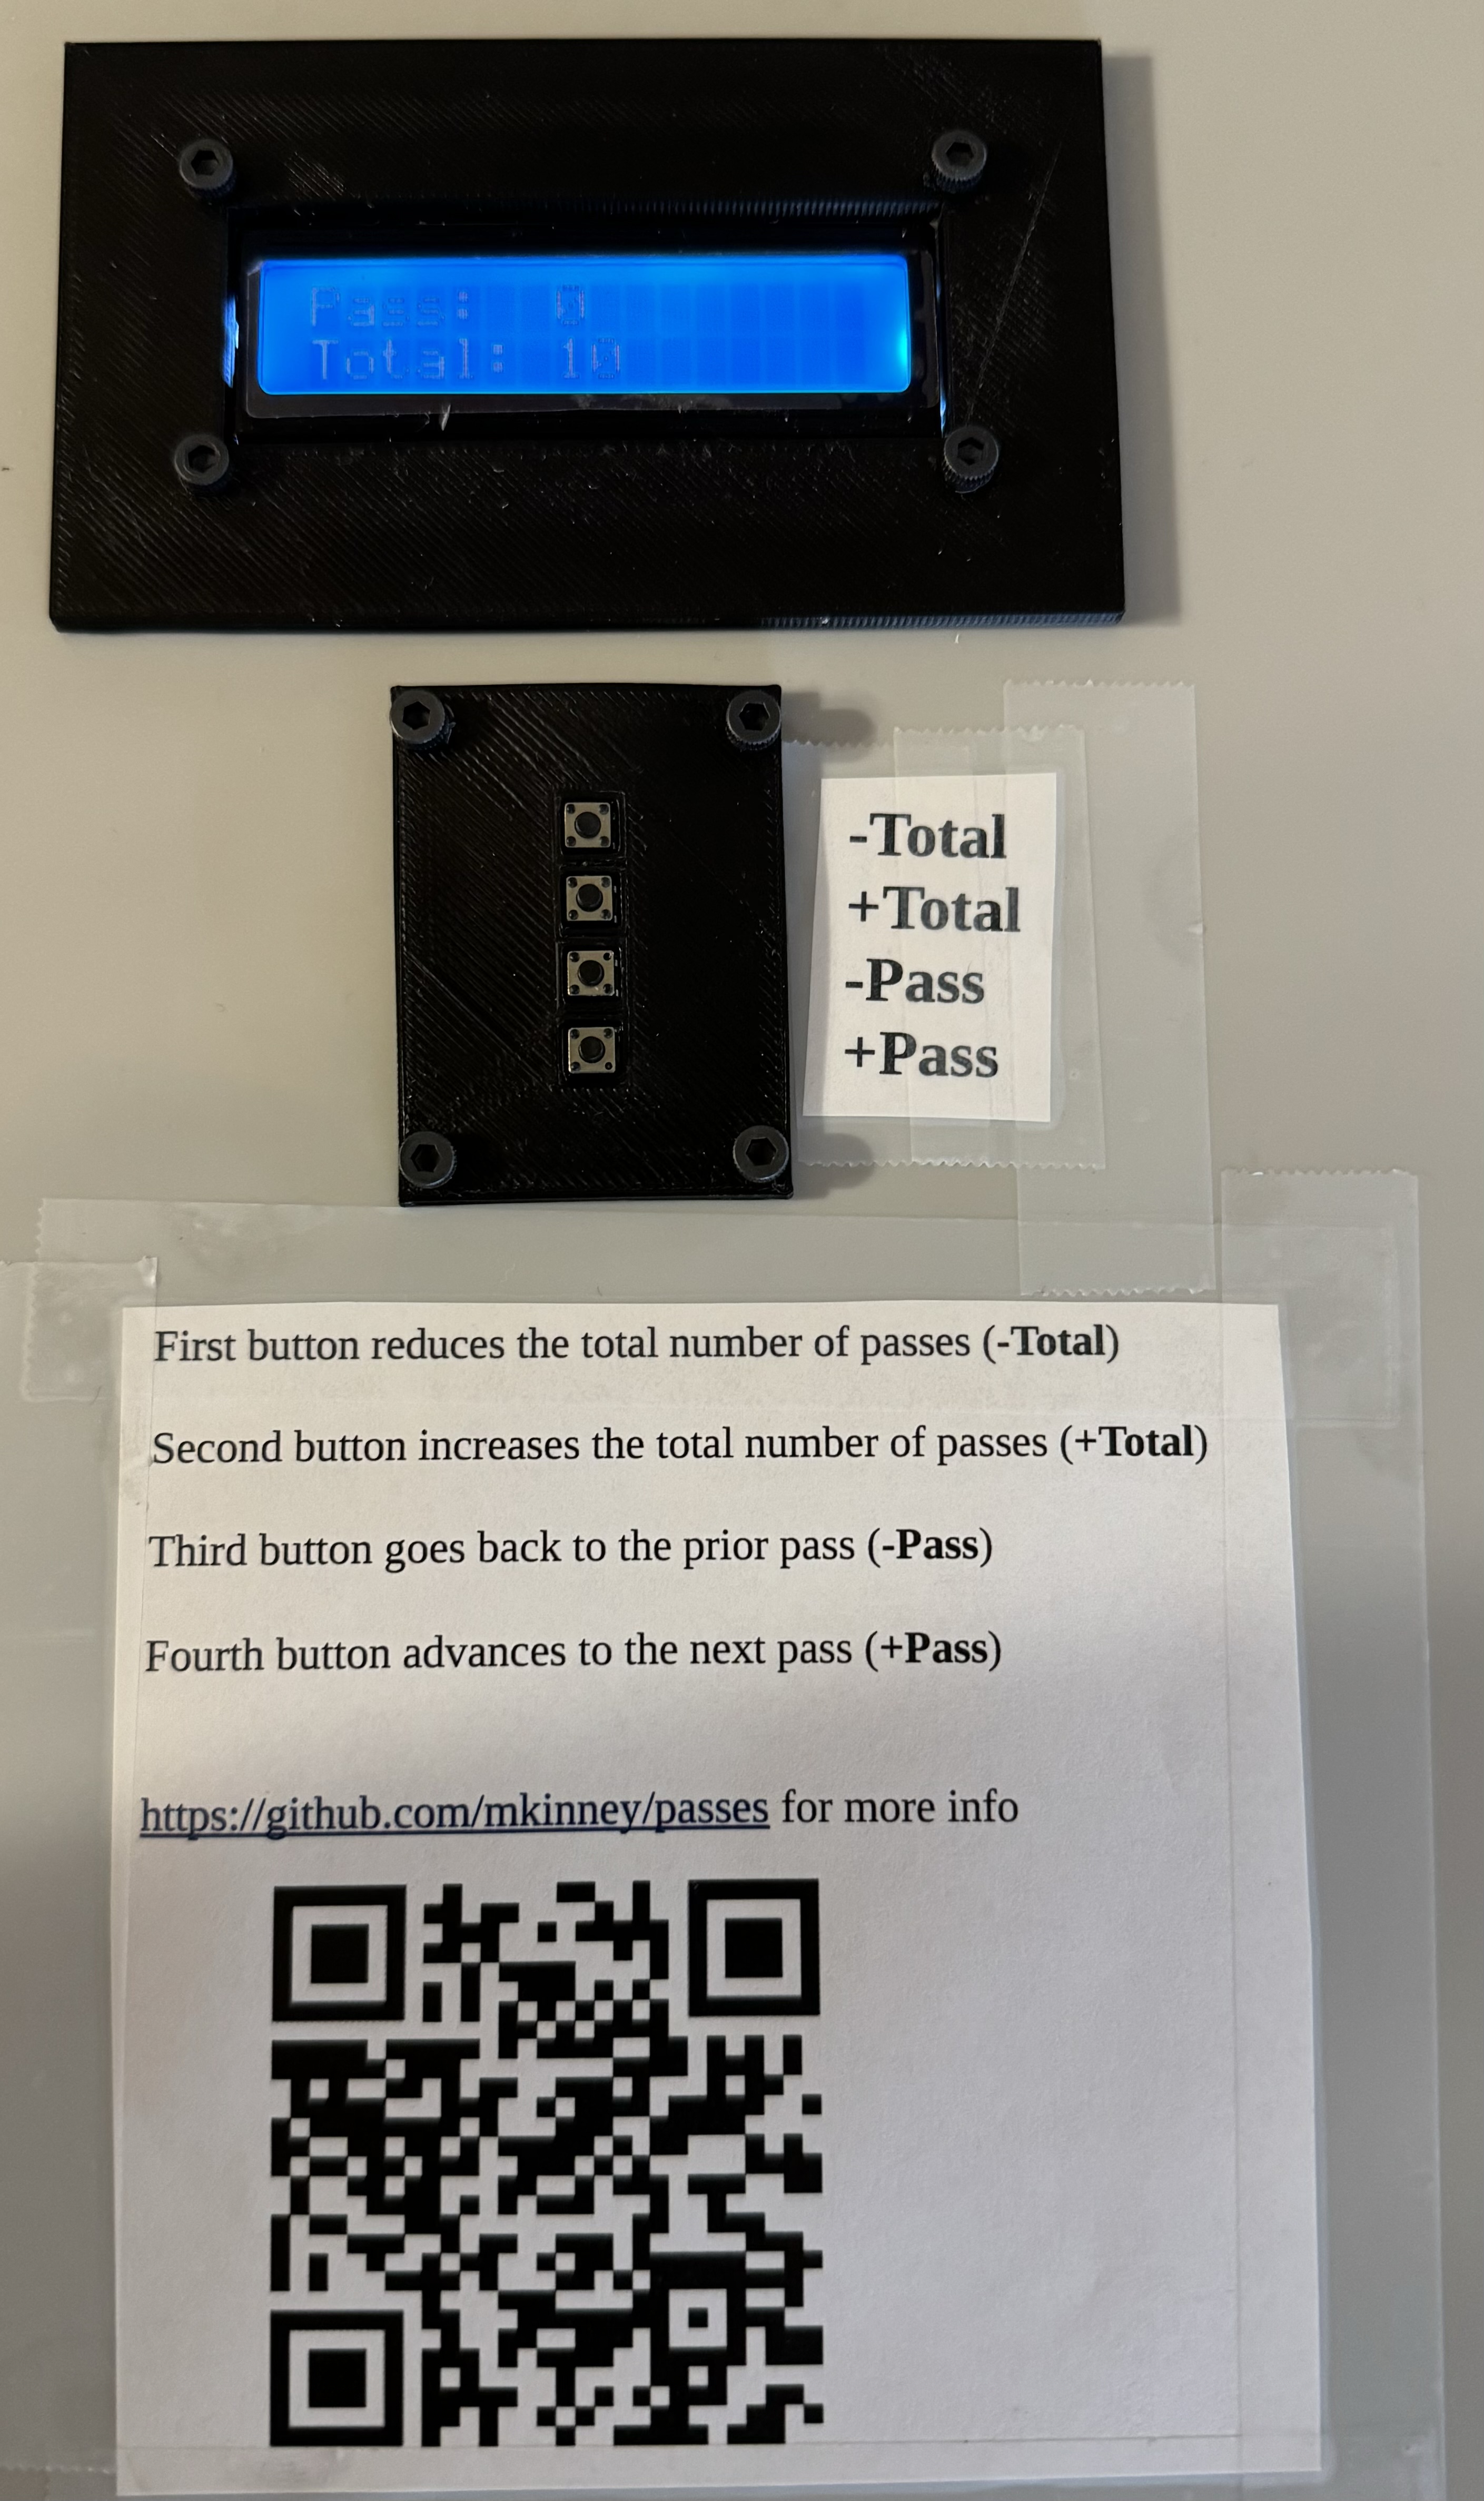 Pass:  0
Total: 10
-Total
+Total
-Pass
+Pass
First button reduces the total number of passes (-Total)
Second button increases the total number of passes (+Total)
Third button goes back to the prior pass (-Pass)
Fourth button advances to the next pass (+Pass)
https://github.com/mkinney/passes for more info